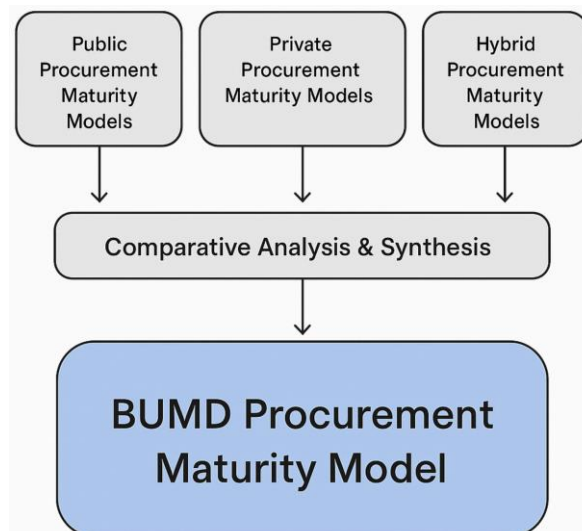 Public
Procurement
Maturity
Models
Private
Procurement
Maturity Models
Hybrid
Procurement
Maturity
Models
Comparative Analysis & Synthesis
BUMD Procurement
Maturity Model